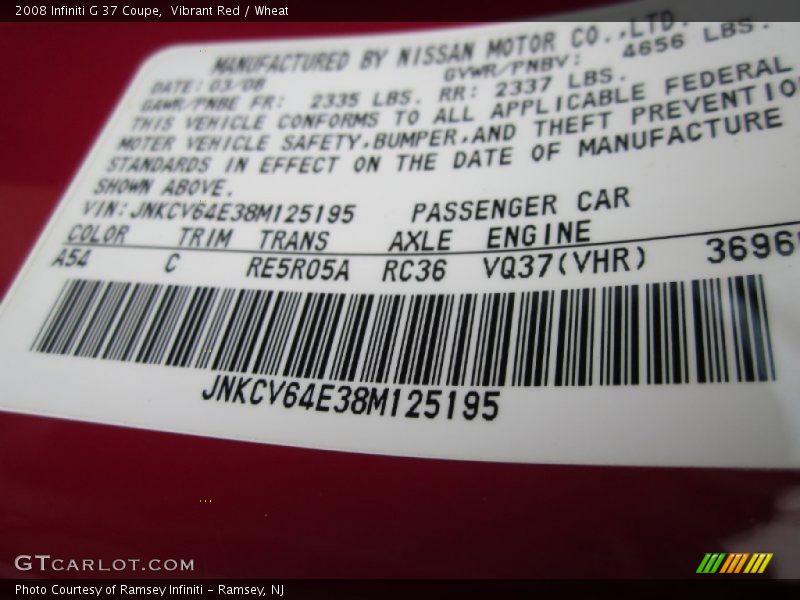 2008 Infiniti G 37 Coupe,  Vibrant Red / Wheat
MANUFACTURED BY NISSAN MOTOR CO.,LTD.
DATE: 03/08 GVWR/PNBV: 4656 LBS.
GAWR/PNBE FR: 2335 LBS. RR: 2337 LBS.
THIS VEHICLE CONFORMS TO ALL APPLICABLE FEDERAL
MOTER VEHICLE SAFETY,BUMPER,AND THEFT PREVENTIO
STANDARDS IN EFFECT ON THE DATE OF MANUFACTURE
SHOWN ABOVE.
VIN:JNKCV64E38M125195 PASSENGER CAR
COLOR TRIM TRANS AXLE ENGINE
A54 C RE5R05A RC36 VQ37(VHR) 3696
JNKCV64E38M125195
GTCARLOT.COM
Photo Courtesy of Ramsey Infiniti - Ramsey, NJ